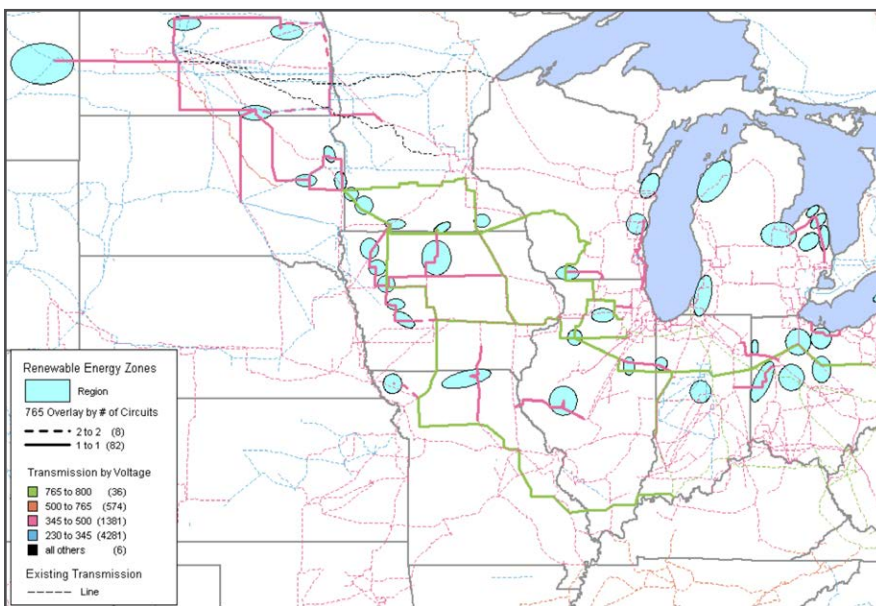 Renewable Energy Zones
Region
765 Overlay by # of Circuits
2 to 2 (8)
1 to 1 (82)
Transmission by Voltage
765 to 800 (36)
500 to 765 (574)
345 to 500 (1381)
230 to 345 (4281)
all others (6)
Existing Transmission
Line